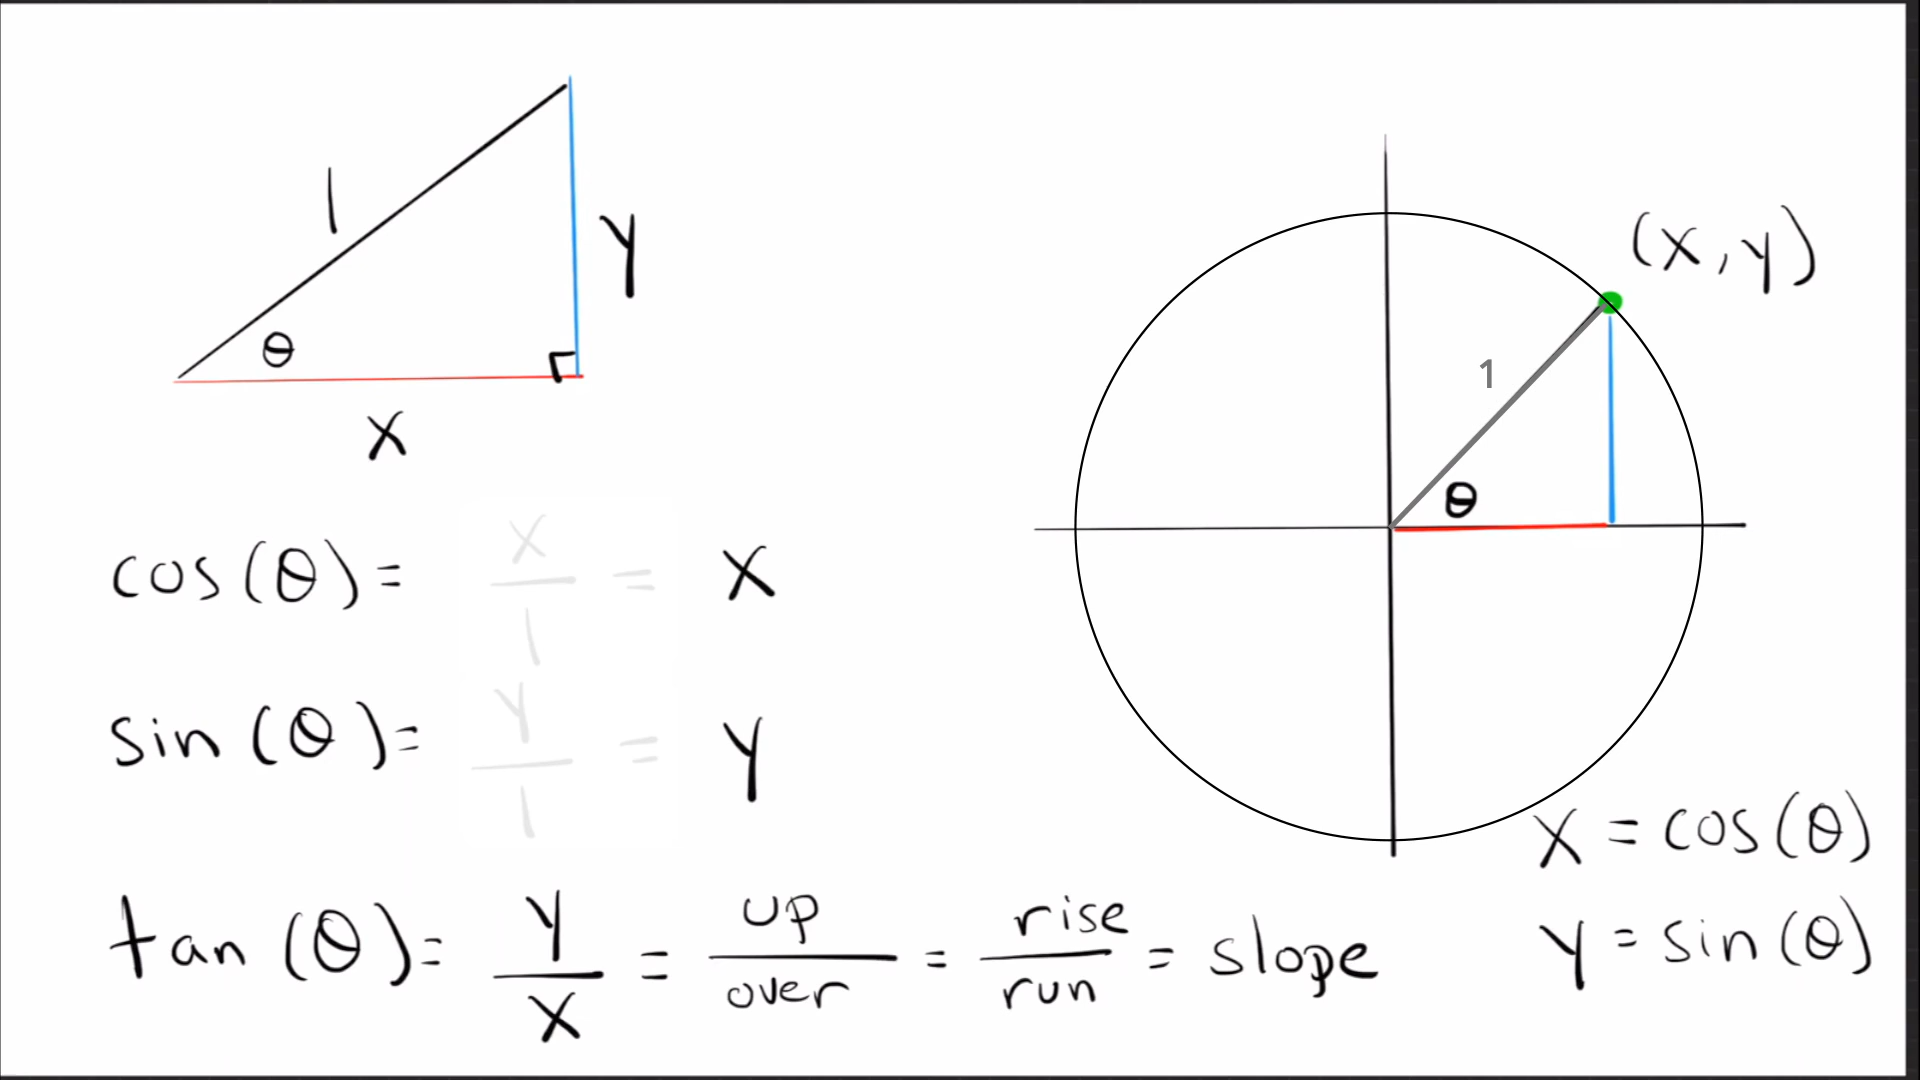 1
y
θ
x
cos(θ)= x/1 = x
sin(θ)= y/1 = y
tan(θ)= y/x = up/over = rise/run = slope
(x,y)
1
θ
x = cos(θ)
y = sin(θ)